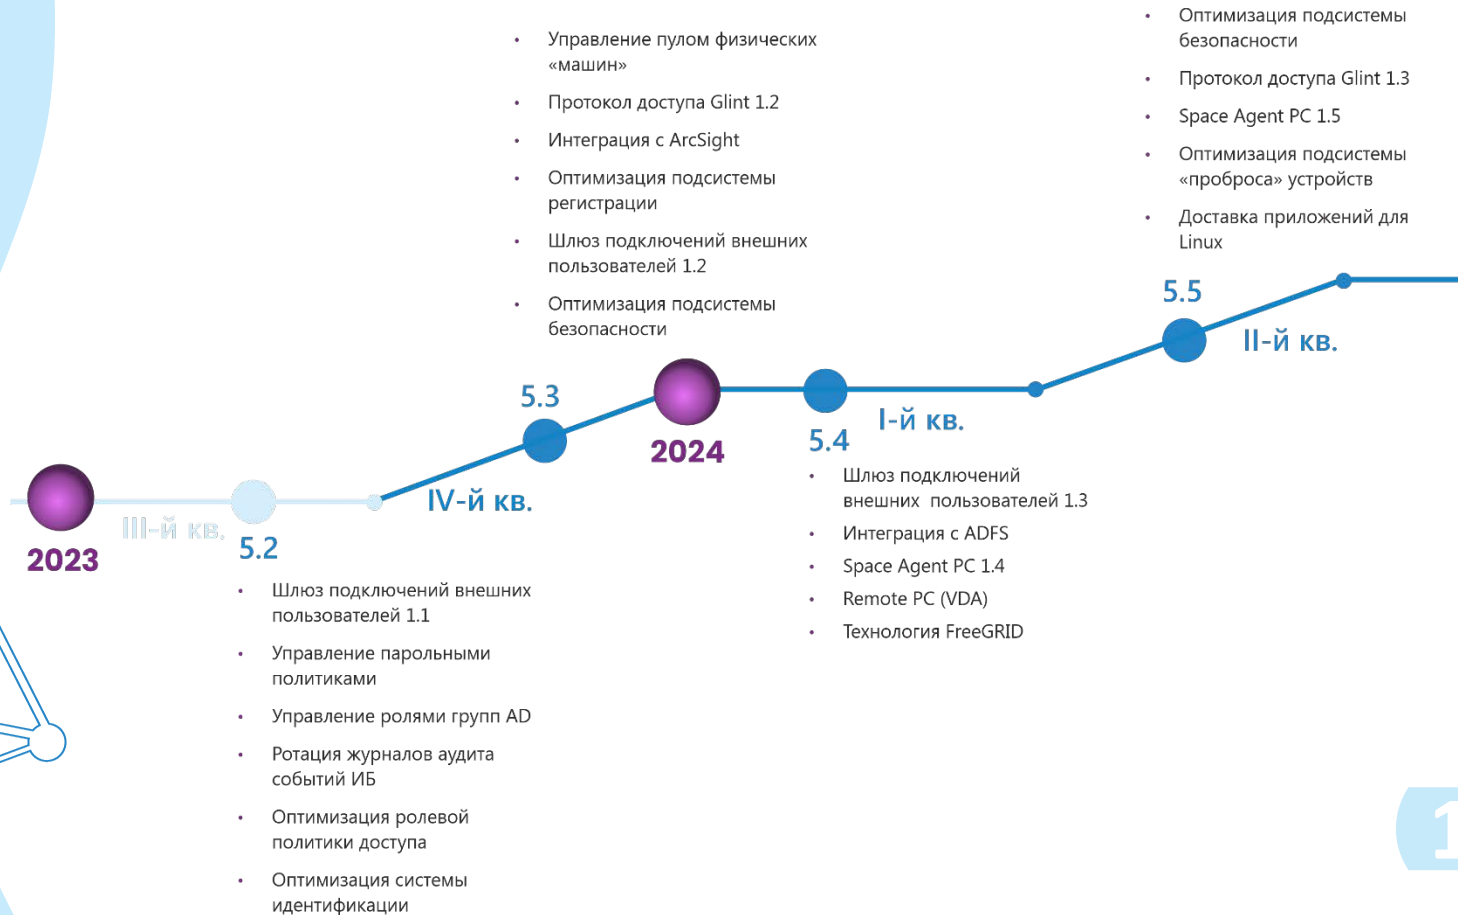 • Управление пулом физических
«машин»
• Протокол доступа Glint 1.2
• Интеграция с ArcSight
• Оптимизация подсистемы
регистрации
• Шлюз подключений внешних
пользователей 1.2
• Оптимизация подсистемы
безопасности
• Оптимизация подсистемы
безопасности
• Протокол доступа Glint 1.3
• Space Agent PC 1.5
• Оптимизация подсистемы
«проброса» устройств
• Доставка приложений для
Linux
5.5
II-й кв.
5.3
2024
I-й кв.
5.4
IV-й кв.
III-й кв.
5.2
2023
• Шлюз подключений
внешних пользователей 1.3
• Интеграция с ADFS
• Space Agent PC 1.4
• Remote PC (VDA)
• Технология FreeGRID
• Шлюз подключений внешних
пользователей 1.1
• Управление парольными
политиками
• Управление ролями групп AD
• Ротация журналов аудита
событий ИБ
• Оптимизация ролевой
политики доступа
• Оптимизация системы
идентификации